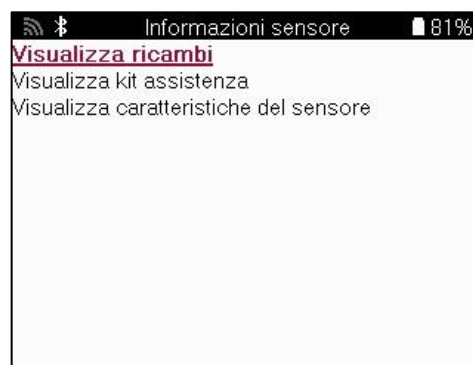 Informazioni sensore 81%
Visualizza ricambi
Visualizza kit assistenza
Visualizza caratteristiche del sensore